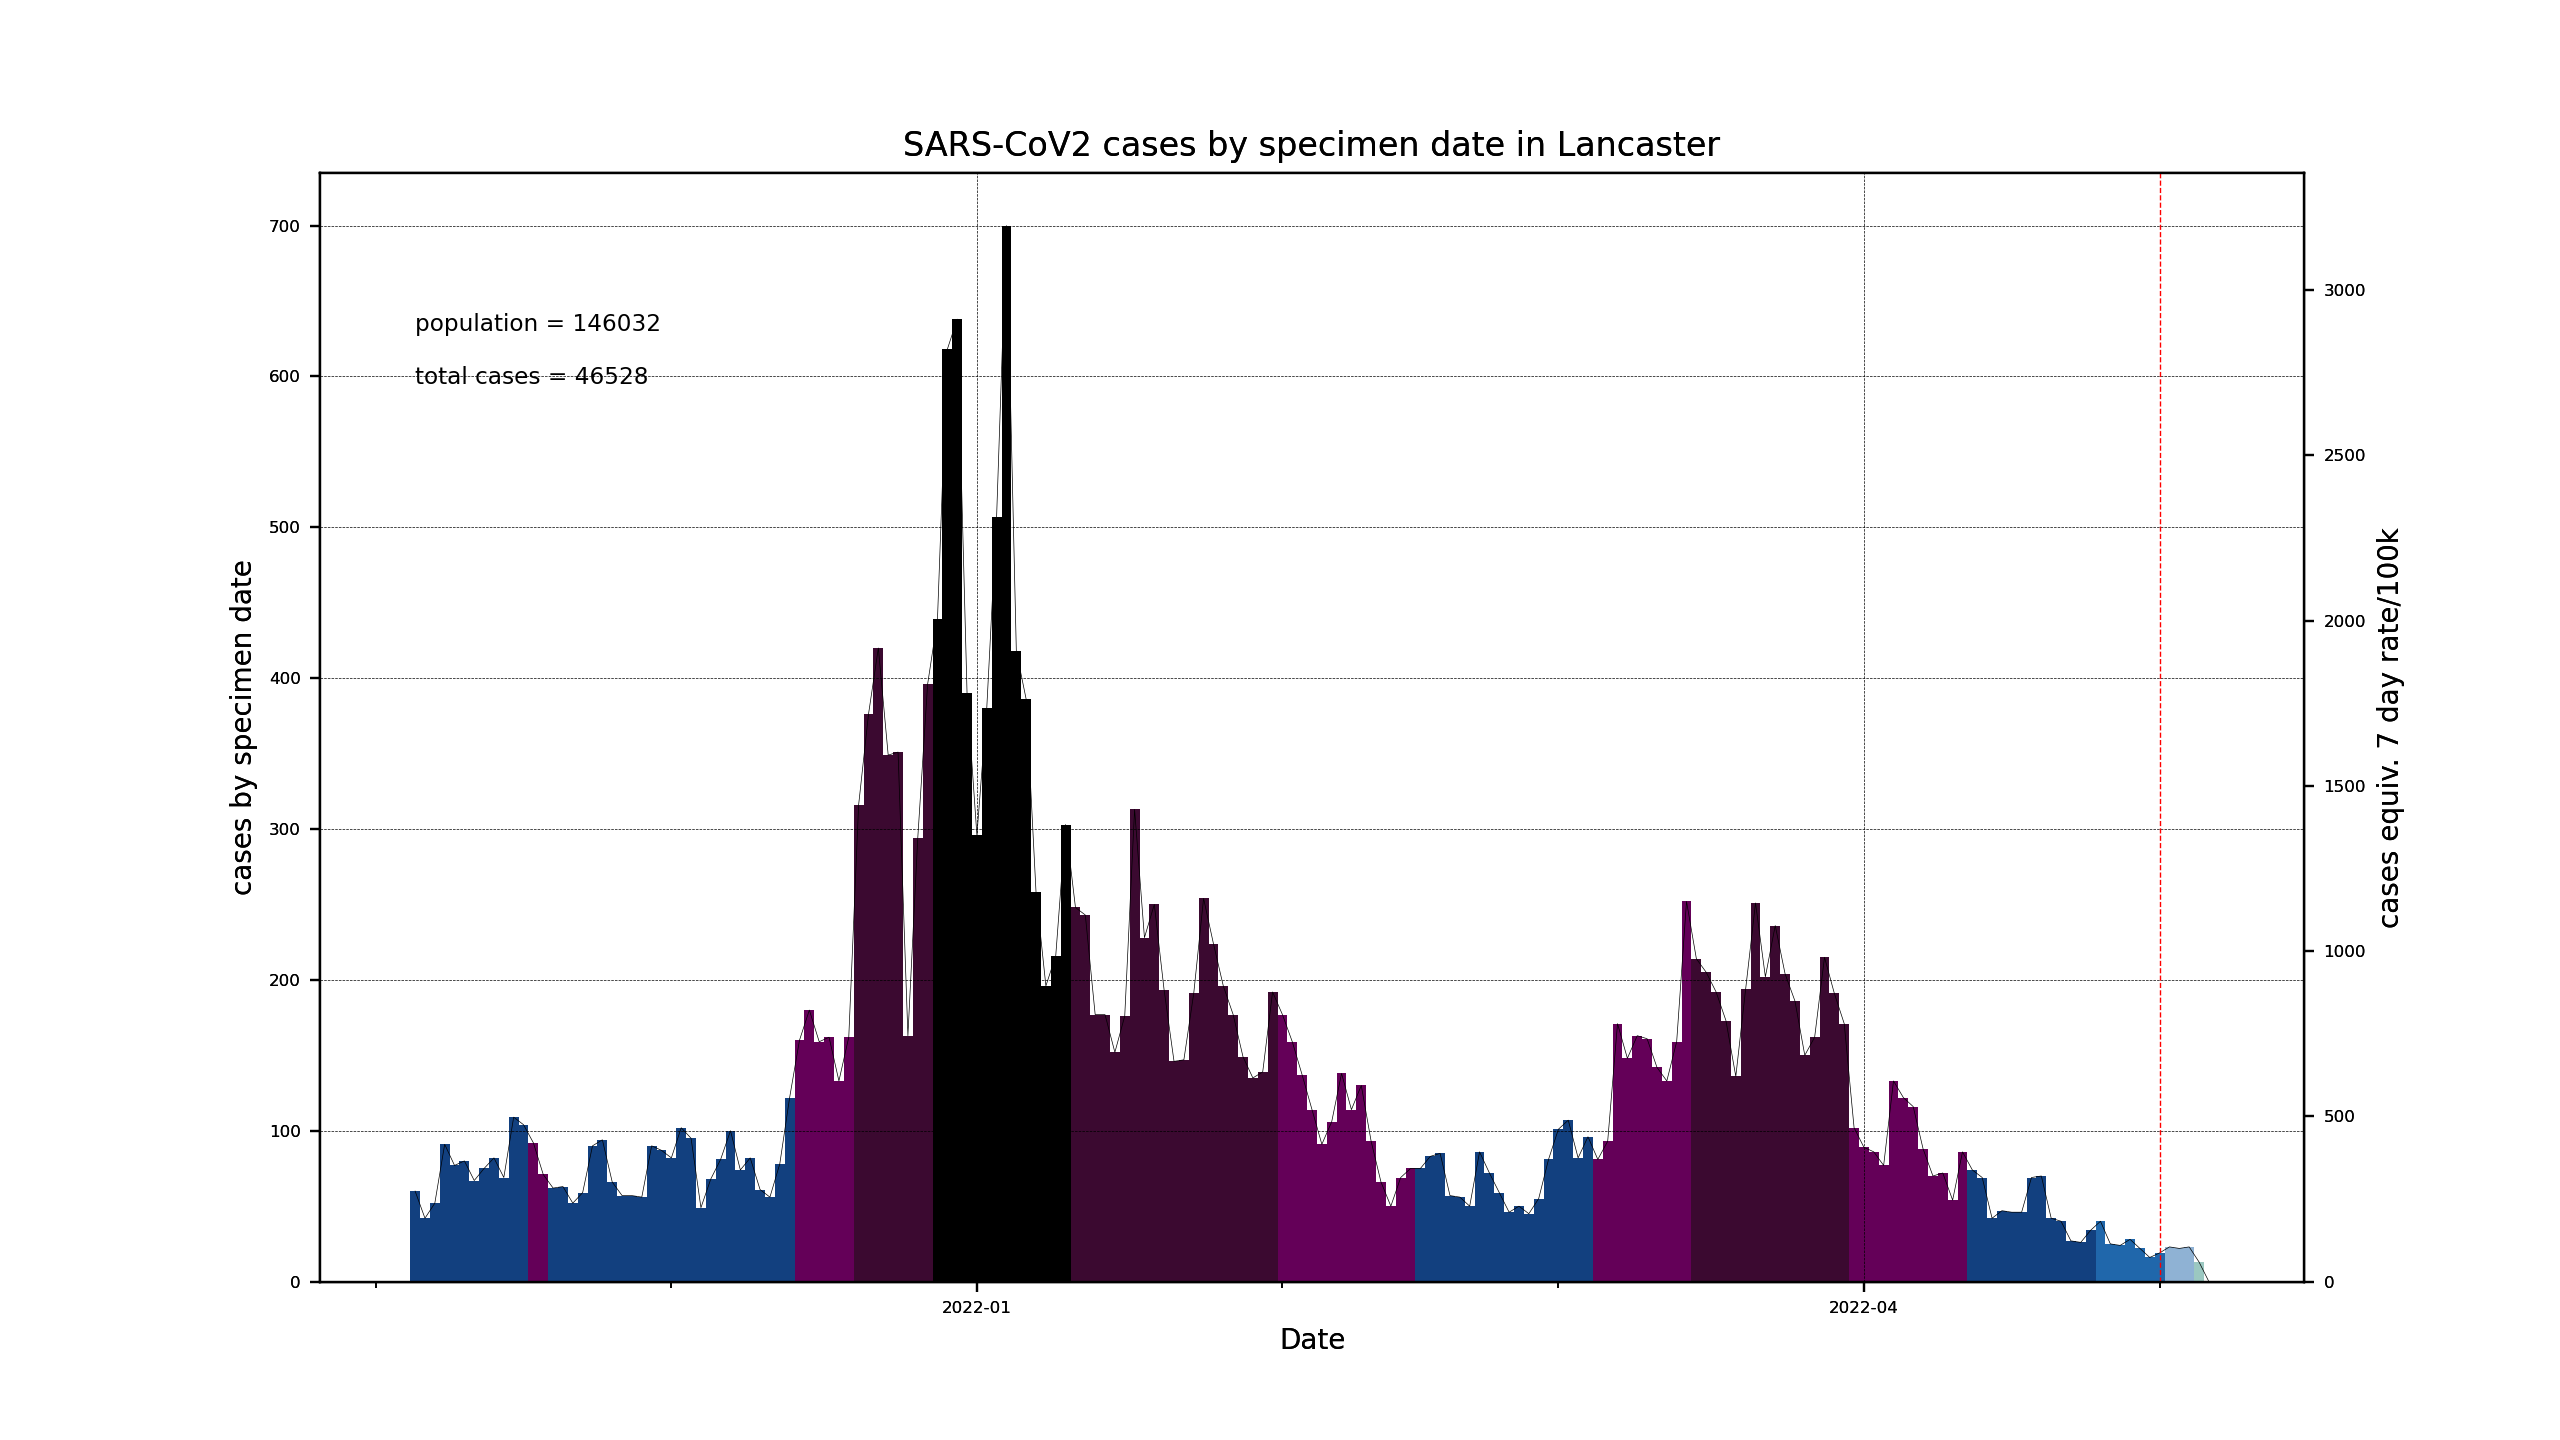 SARS-CoV2 cases by specimen date in Lancaster
700
600
500
400
300
200
100
0
cases by specimen date
population = 146032
total cases = 46528
3000
2500
2000
1500
1000
500
0
cases equiv. 7 day rate/100k
2022-01
2022-04
Date